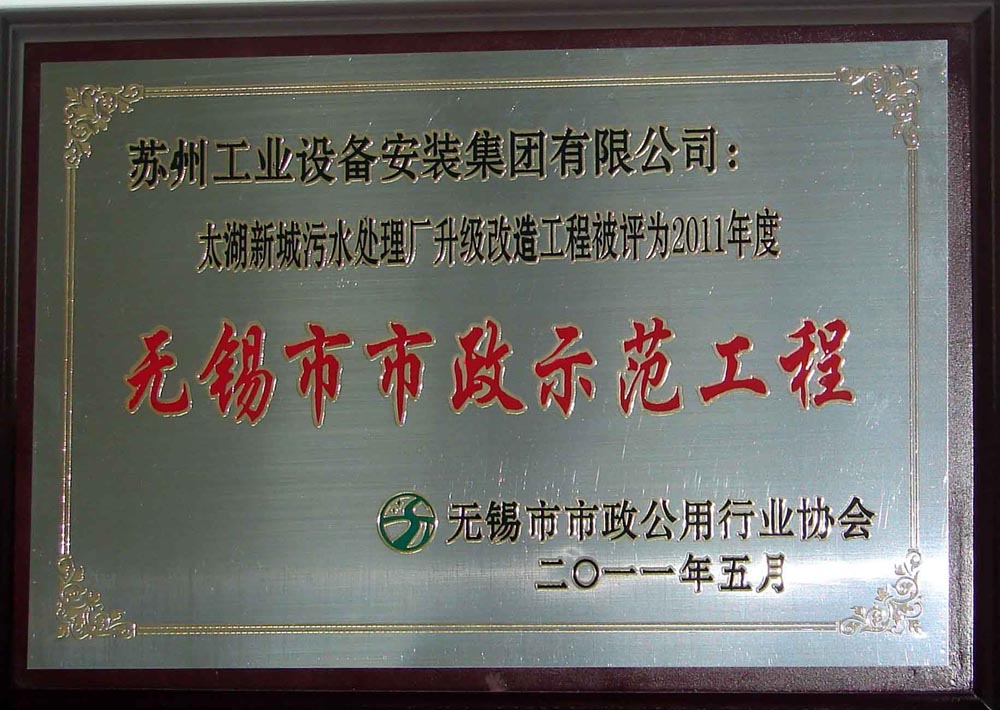 苏州工业设备安装集团有限公司：
太湖新城污水处理厂升级改造工程被评为2011年度
无锡市市政示范工程
无锡市市政公用行业协会
二〇一一年五月